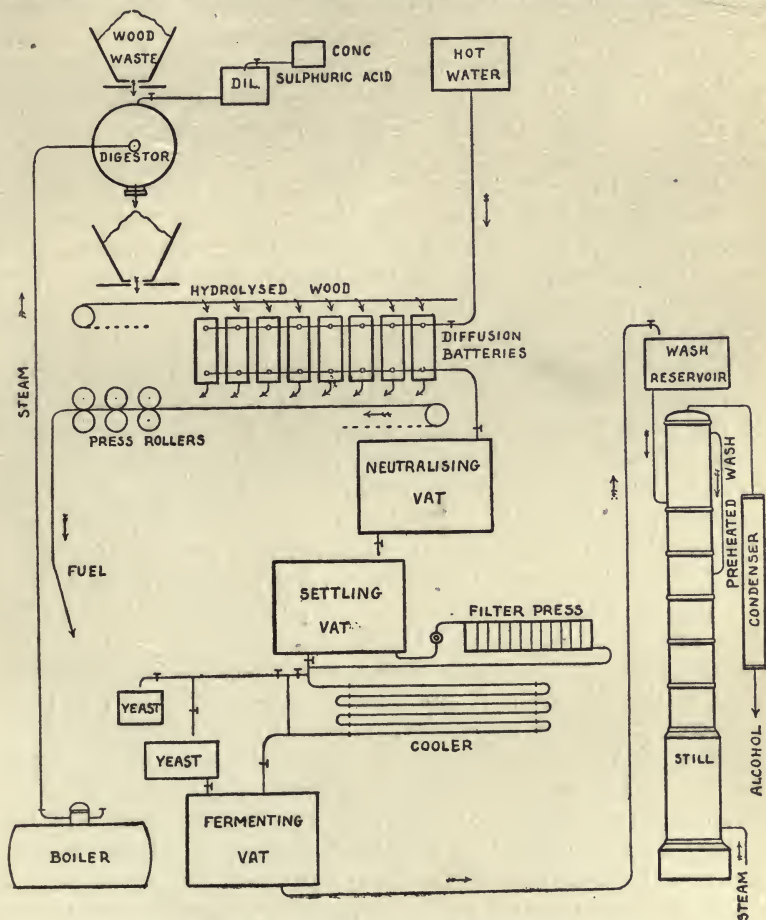 WOOD
WASTE
CONC
SULPHURIC ACID
DIL.
HOT
WATER
DIGESTOR
HYDROLYSED WOOD
DIFFUSION
BATTERIES
WASH
RESERVOIR
STEAM
PRESS ROLLERS
NEUTRALISING
VAT
PREHEATED WASH
CONDENSER
FUEL
SETTLING
VAT
FILTER PRESS
YEAST
COOLER
YEAST
STILL
ALCOHOL
FERMENTING
VAT
BOILER
STEAM